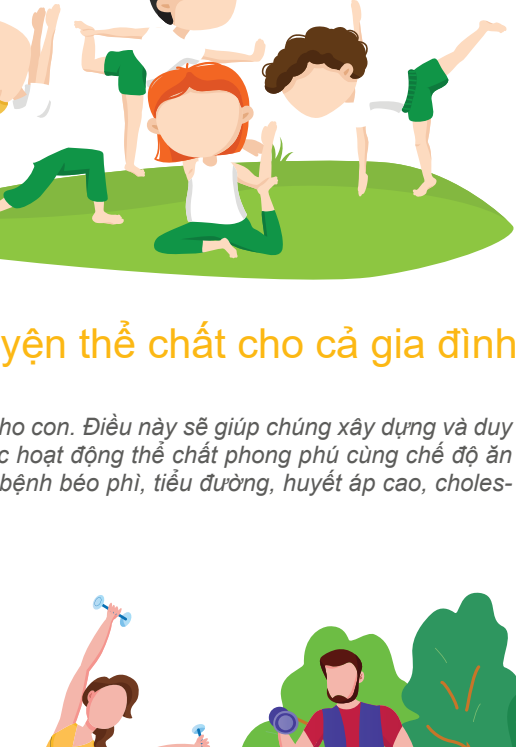 yện thể chất cho cả gia đình
ho con. Điều này sẽ giúp chúng xây dựng và duy
c hoạt động thể chất phong phú cùng chế độ ăn
bệnh béo phì, tiểu đường, huyết áp cao, choles-